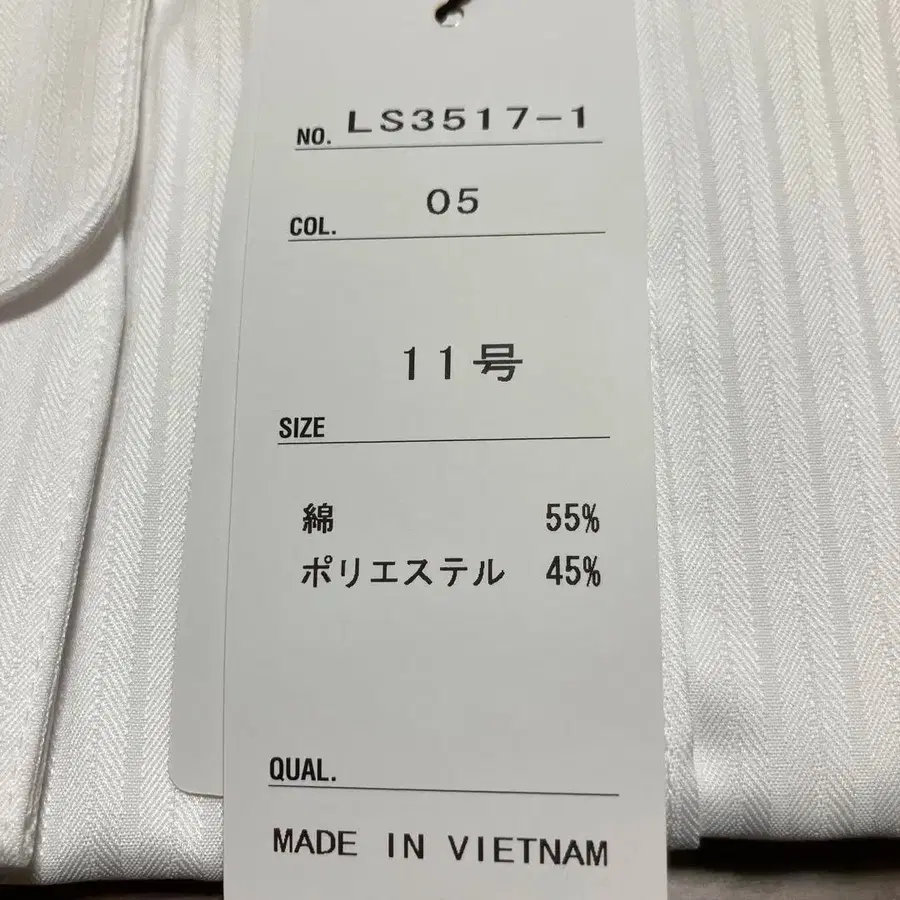 NO. LS3517-1
COL. 05
11号
SIZE
綿 55%
ポリエステル 45%
QUAL.
MADE IN VIETNAM